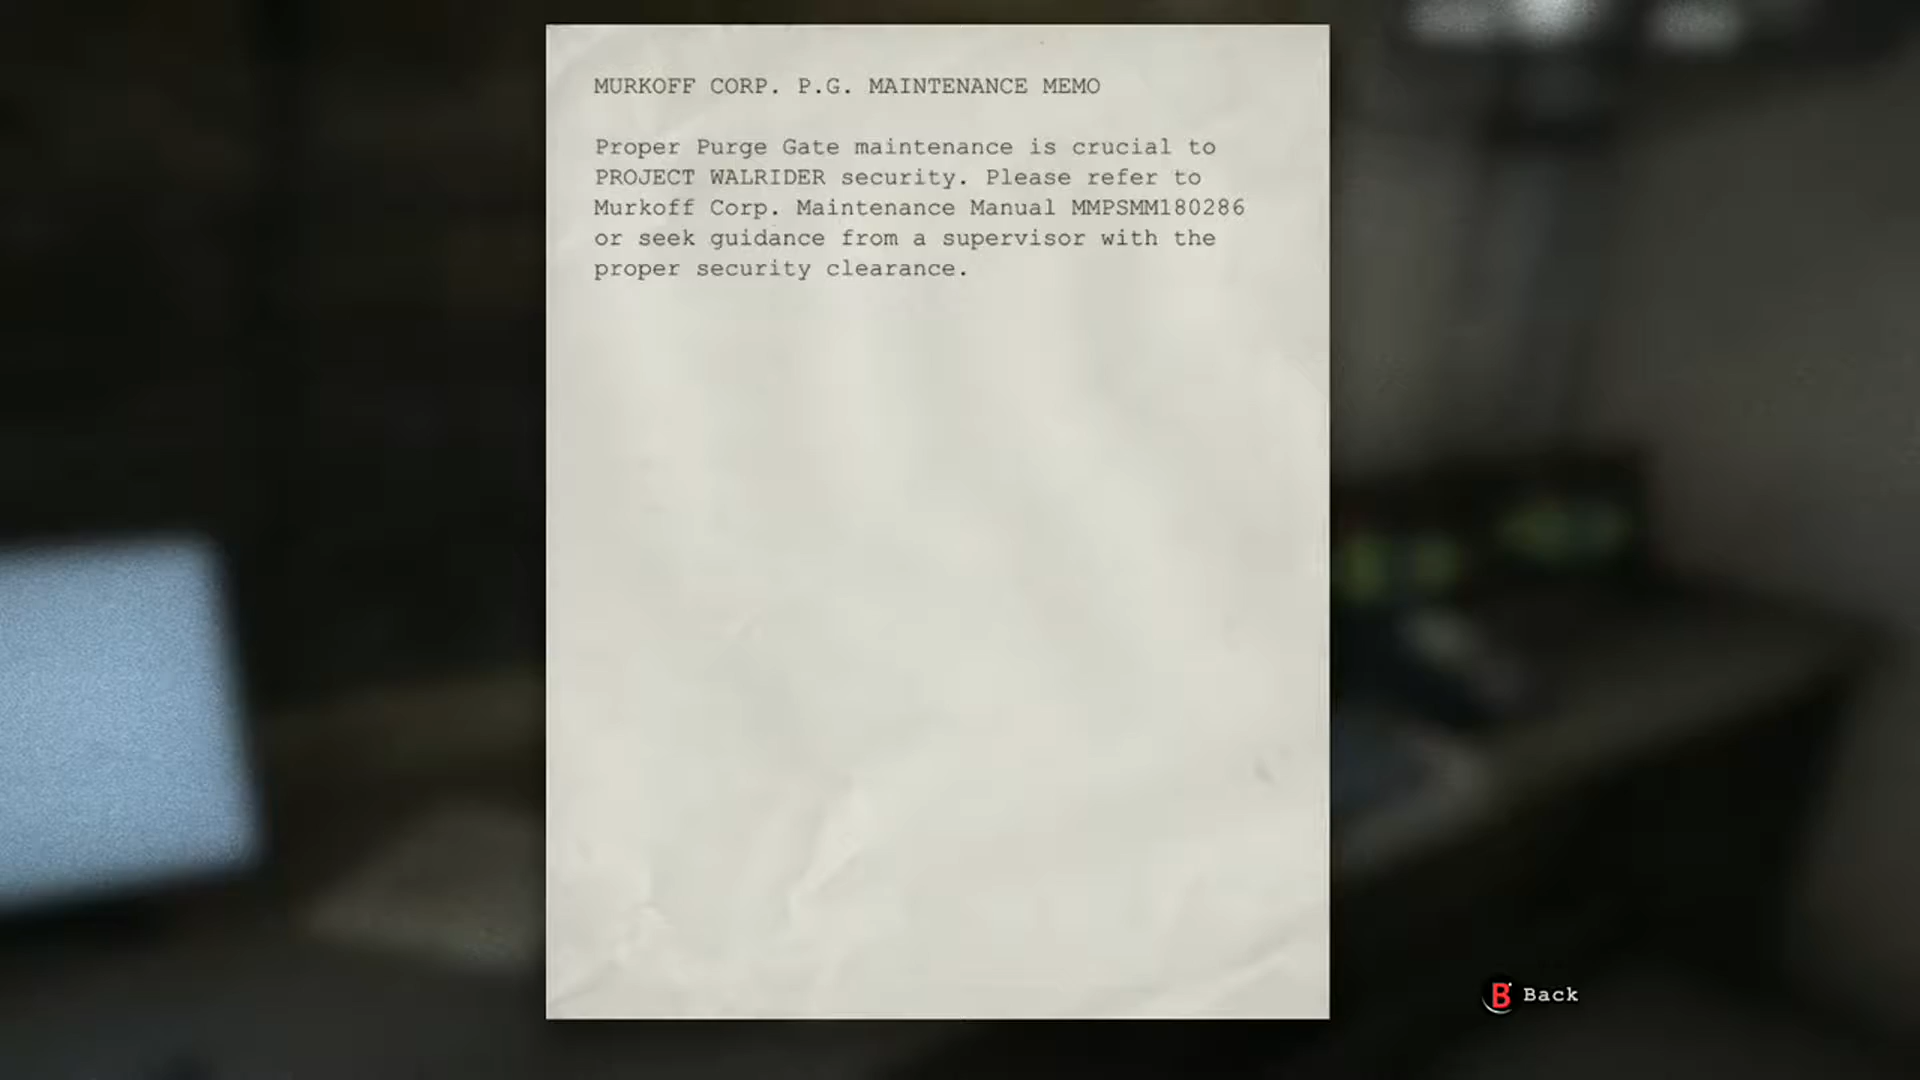 MURKOFF CORP. P.G. MAINTENANCE MEMO
Proper Purge Gate maintenance is crucial to
PROJECT WALRIDER security. Please refer to
Murkoff Corp. Maintenance Manual MMPSMM180286
or seek guidance from a supervisor with the
proper security clearance.
B Back